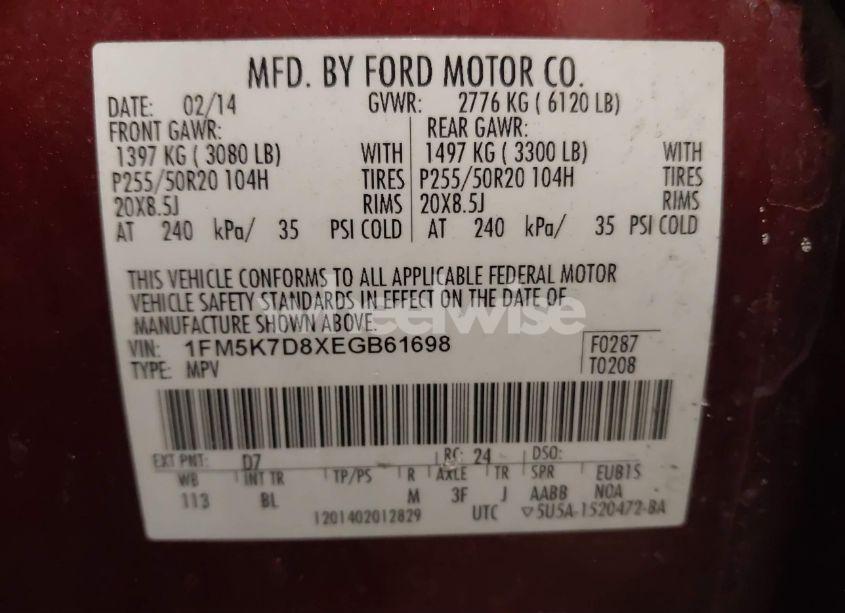 MFD. BY FORD MOTOR CO.
DATE: 02/14 GVWR: 2776 KG ( 6120 LB)
FRONT GAWR: REAR GAWR:
1397 KG ( 3080 LB) WITH 1497 KG ( 3300 LB) WITH
P255/50R20 104H TIRES P255/50R20 104H TIRES
20X8.5J RIMS 20X8.5J RIMS
AT 240 kPa/ 35 PSI COLD AT 240 kPa/ 35 PSI COLD
THIS VEHICLE CONFORMS TO ALL APPLICABLE FEDERAL MOTOR
VEHICLE SAFETY STANDARDS IN EFFECT ON THE DATE OF
MANUFACTURE SHOWN ABOVE.
wheelwise
VIN: 1FM5K7D8XEGB61698 F0287
TYPE: MPV T0208
EXT PNT: D7 RC: 24 DSO:
WB INT TR TP/PS R AXLE TR SPR EUB1S
113 BL M 3F J AABB NOA
1201402012829 UTC ▽5U5A-1520472-BA